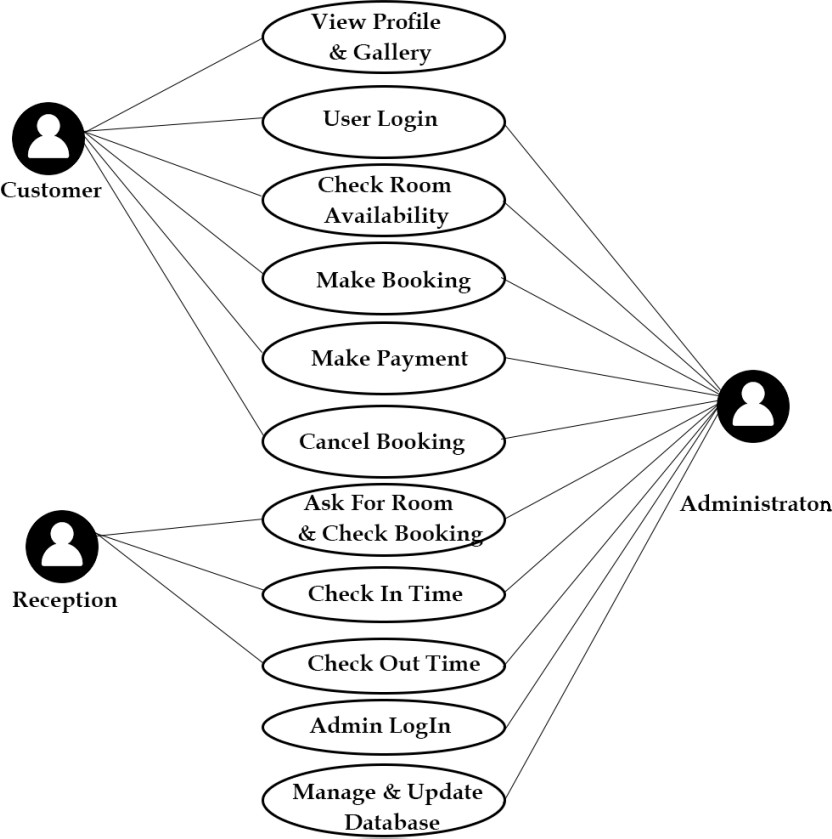 View Profile
& Gallery
User Login
Customer
Check Room
Availability
Make Booking
Make Payment
Cancel Booking
Ask For Room
& Check Booking
Administraton
Reception
Check In Time
Check Out Time
Admin LogIn
Manage & Update
Database